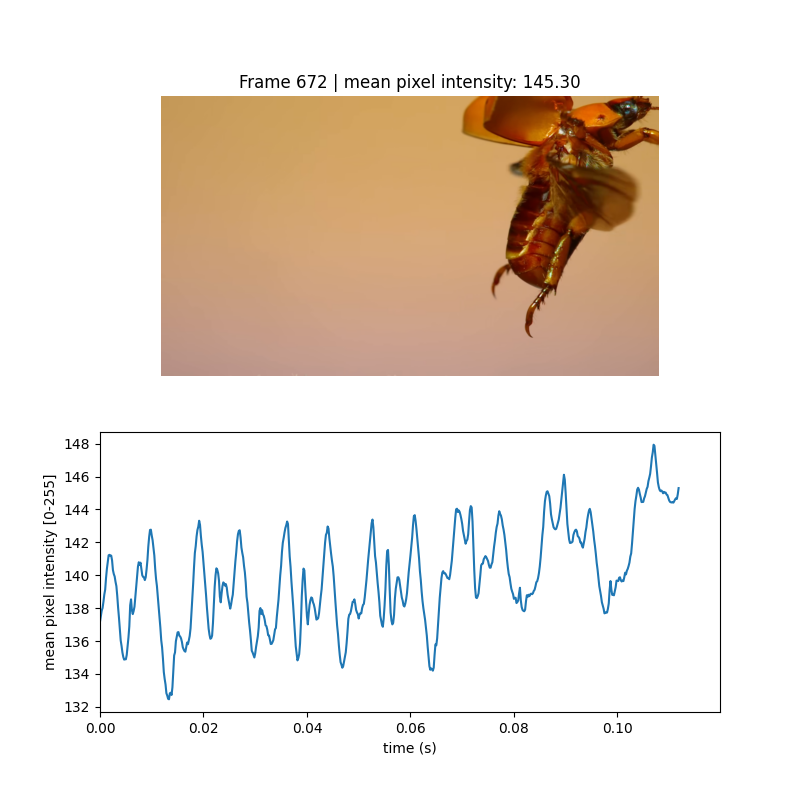 Frame 672 | mean pixel intensity: 145.30
mean pixel intensity [0-255]
148
146
144
142
140
138
136
134
132
0.00 0.02 0.04 0.06 0.08 0.10
time (s)